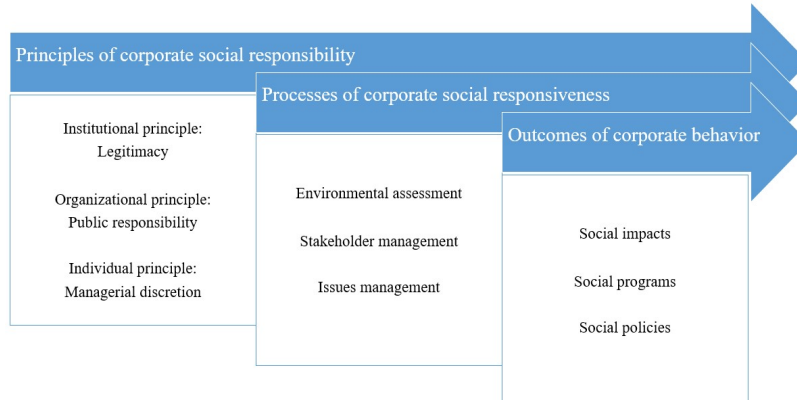 Principles of corporate social responsibility
Institutional principle:
Legitimacy
Organizational principle:
Public responsibility
Individual principle:
Managerial discretion
Processes of corporate social responsiveness
Environmental assessment
Stakeholder management
Issues management
Outcomes of corporate behavior
Social impacts
Social programs
Social policies